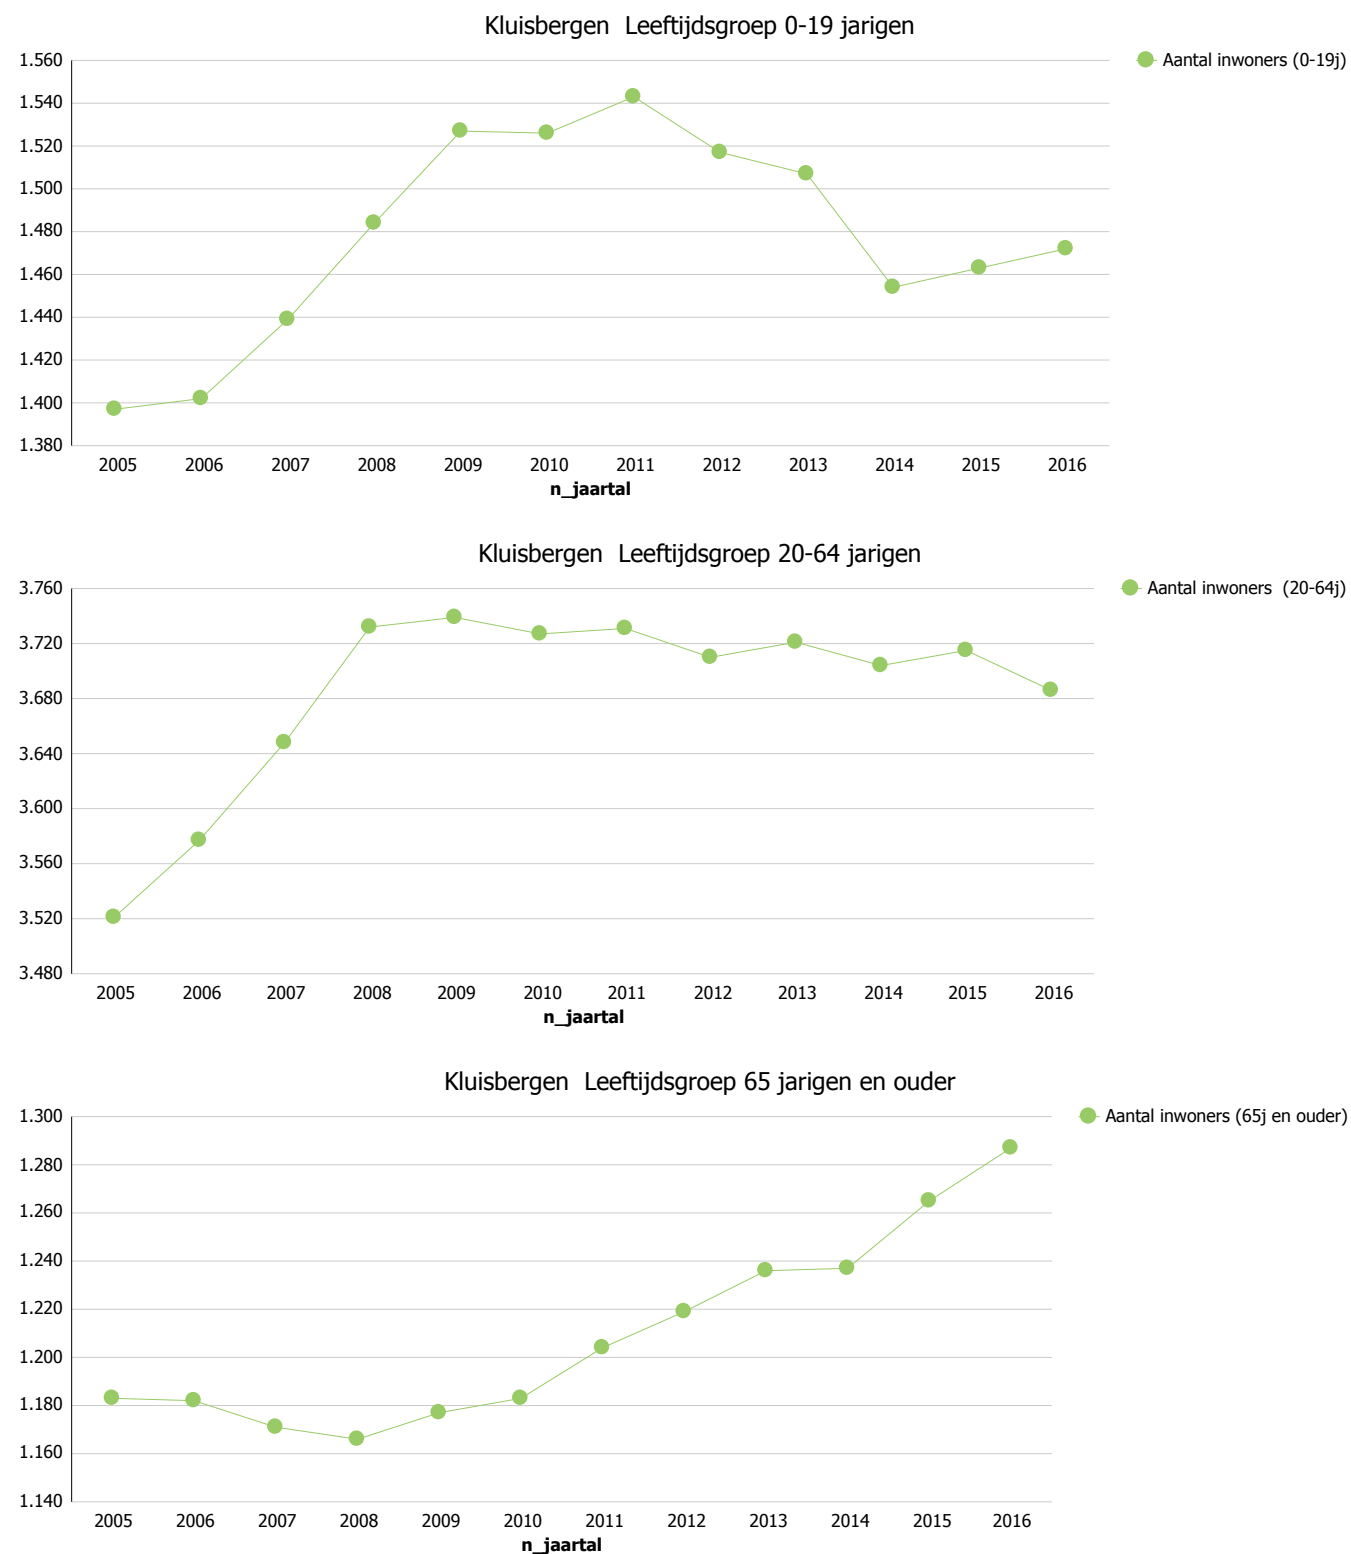 Kluisbergen  Leeftijdsgroep 0-19 jarigen
Aantal inwoners (0-19j)
1.560
1.540
1.520
1.500
1.480
1.460
1.440
1.420
1.400
1.380
2005 2006 2007 2008 2009 2010 2011 2012 2013 2014 2015 2016
n_jaartal
Kluisbergen  Leeftijdsgroep 20-64 jarigen
Aantal inwoners  (20-64j)
3.760
3.720
3.680
3.640
3.600
3.560
3.520
3.480
2005 2006 2007 2008 2009 2010 2011 2012 2013 2014 2015 2016
n_jaartal
Kluisbergen  Leeftijdsgroep 65 jarigen en ouder
Aantal inwoners (65j en ouder)
1.300
1.280
1.260
1.240
1.220
1.200
1.180
1.160
1.140
2005 2006 2007 2008 2009 2010 2011 2012 2013 2014 2015 2016
n_jaartal